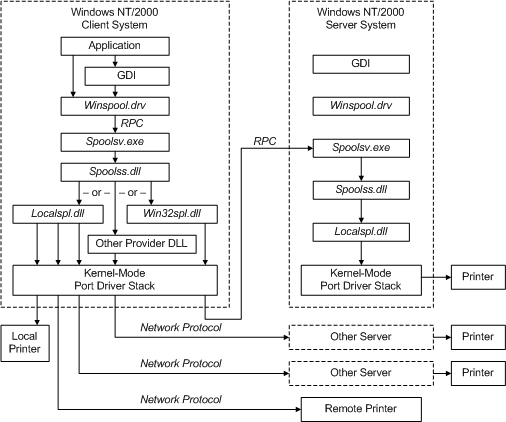 Windows NT/2000
Client System
Application
GDI
Winspool.drv
RPC
Spoolsv.exe
Spoolss.dll
– or – – or –
Localspl.dll
Win32spl.dll
Other Provider DLL
Kernel-Mode
Port Driver Stack
Local
Printer
Windows NT/2000
Server System
GDI
Winspool.drv
RPC
Spoolsv.exe
Spoolss.dll
Localspl.dll
Kernel-Mode
Port Driver Stack
Printer
Network Protocol
Other Server
Printer
Network Protocol
Other Server
Printer
Network Protocol
Remote Printer